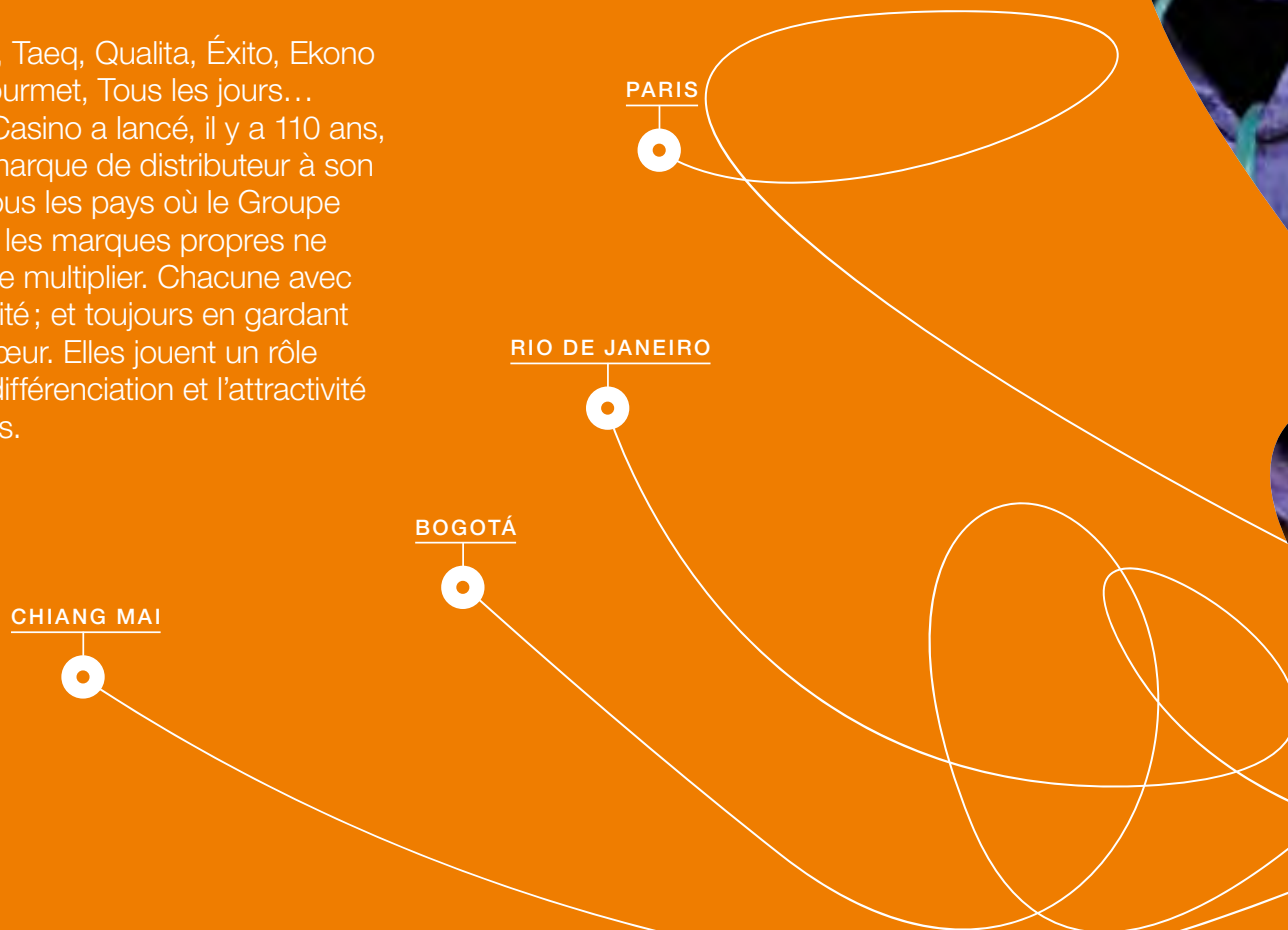 , Taeq, Qualita, Éxito, Ekono
ourmet, Tous les jours…
Casino a lancé, il y a 110 ans,
marque de distributeur à son
ous les pays où le Groupe
les marques propres ne
e multiplier. Chacune avec
ité ; et toujours en gardant
œur. Elles jouent un rôle
différenciation et l’attractivité
s.
PARIS
RIO DE JANEIRO
BOGOTÁ
CHIANG MAI